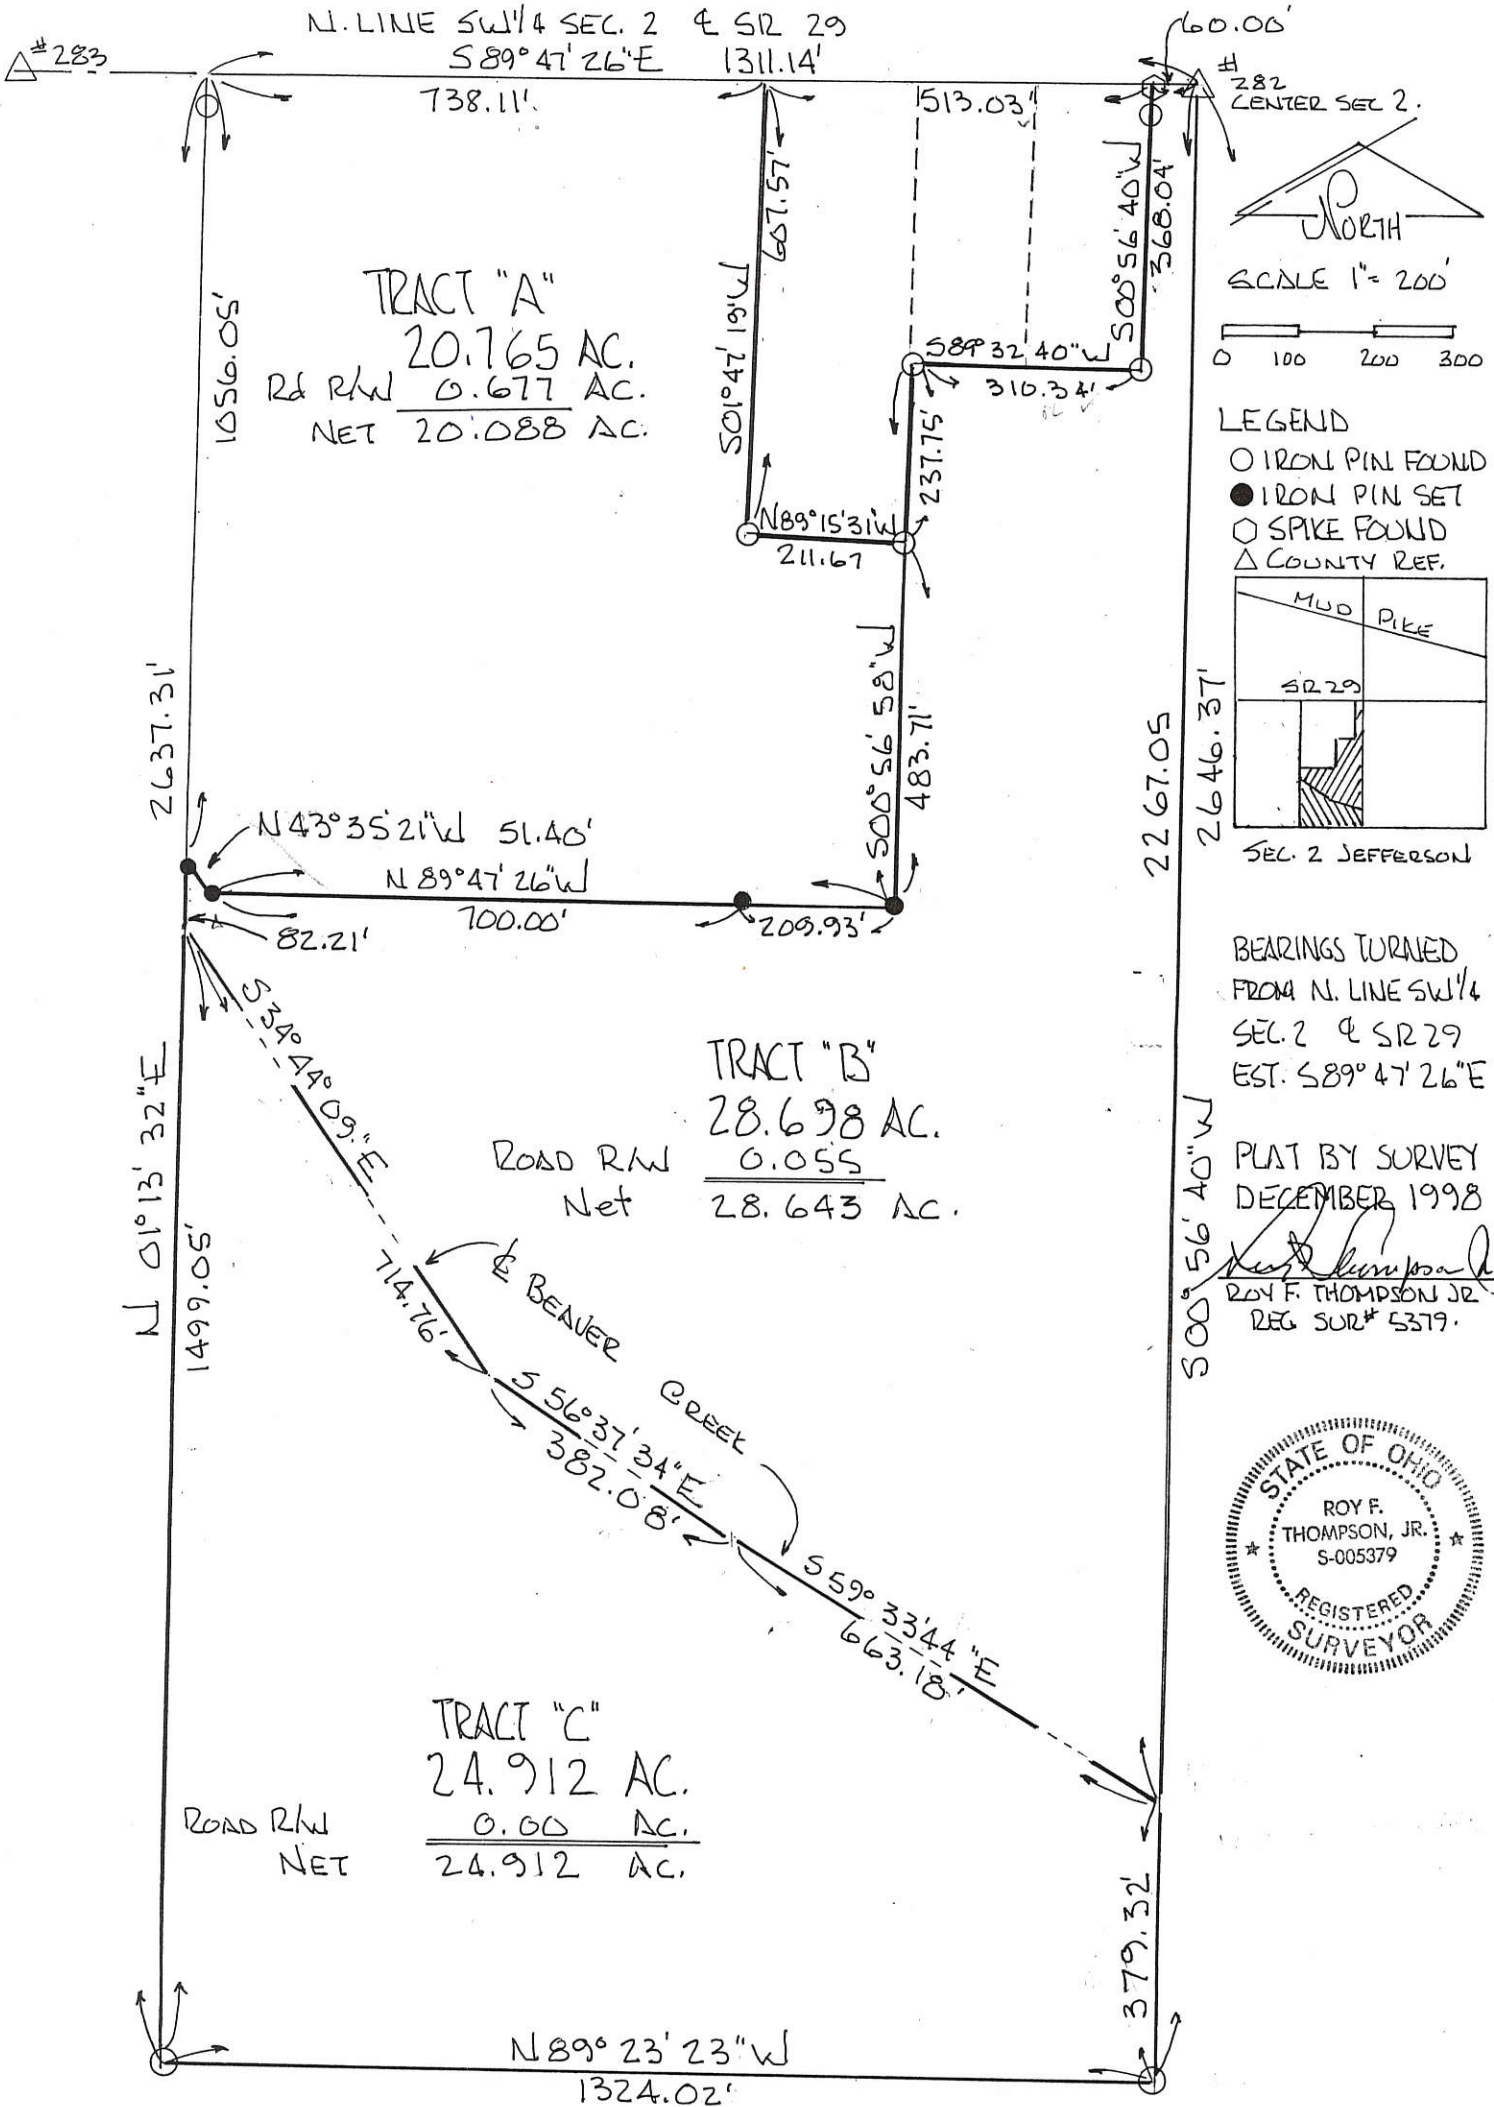 N. LINE SW1/4 SEC. 2 ℄ SR 29
60.00'
#283
S89°47'26"E 1311.14'
#
282
CENTER SEC 2.
738.11'
513.03'
607.57'
S01°47'19"W
S00°56'40"W
368.04'
NORTH
SCALE 1"= 200'
0 100 200 300
TRACT "A"
20.765 AC.
Rd R/W 0.677 AC.
NET 20.088 AC.
1056.05'
S89°32'40"W
310.34'
237.75'
N89°15'31"W
211.67
LEGEND
IRON PIN FOUND
IRON PIN SET
SPIKE FOUND
COUNTY REF.
MUD PIKE
SR 29
SEC. 2 JEFFERSON
S00°56'58"W
483.71'
2637.31'
2267.05
2646.37'
N43°35'21"W 51.40'
N 89°47'26"W
700.00'
209.93'
82.21'
BEARINGS TURNED
FROM N. LINE SW1/4
SEC. 2 ℄ SR 29
EST. S89°47'26"E
S34°44'09."E
714.76'
N 01°13'32"E
1499.05'
TRACT "B"
28.698 AC.
ROAD R/W 0.055
Net 28.643 AC.
S00°56'40"W
PLAT BY SURVEY
DECEMBER 1998
ROY F. THOMPSON JR.
REG SUR# 5379.
℄ BEAVER CREEK
S 56°37'34"E
382.08'
S59°33'44"E
663.18'
STATE OF OHIO
ROY F.
THOMPSON, JR.
S-005379
REGISTERED
SURVEYOR
TRACT "C"
24.912 AC.
ROAD R/W 0.00 AC.
NET 24.912 AC.
379.32'
N89°23'23"W
1324.02'